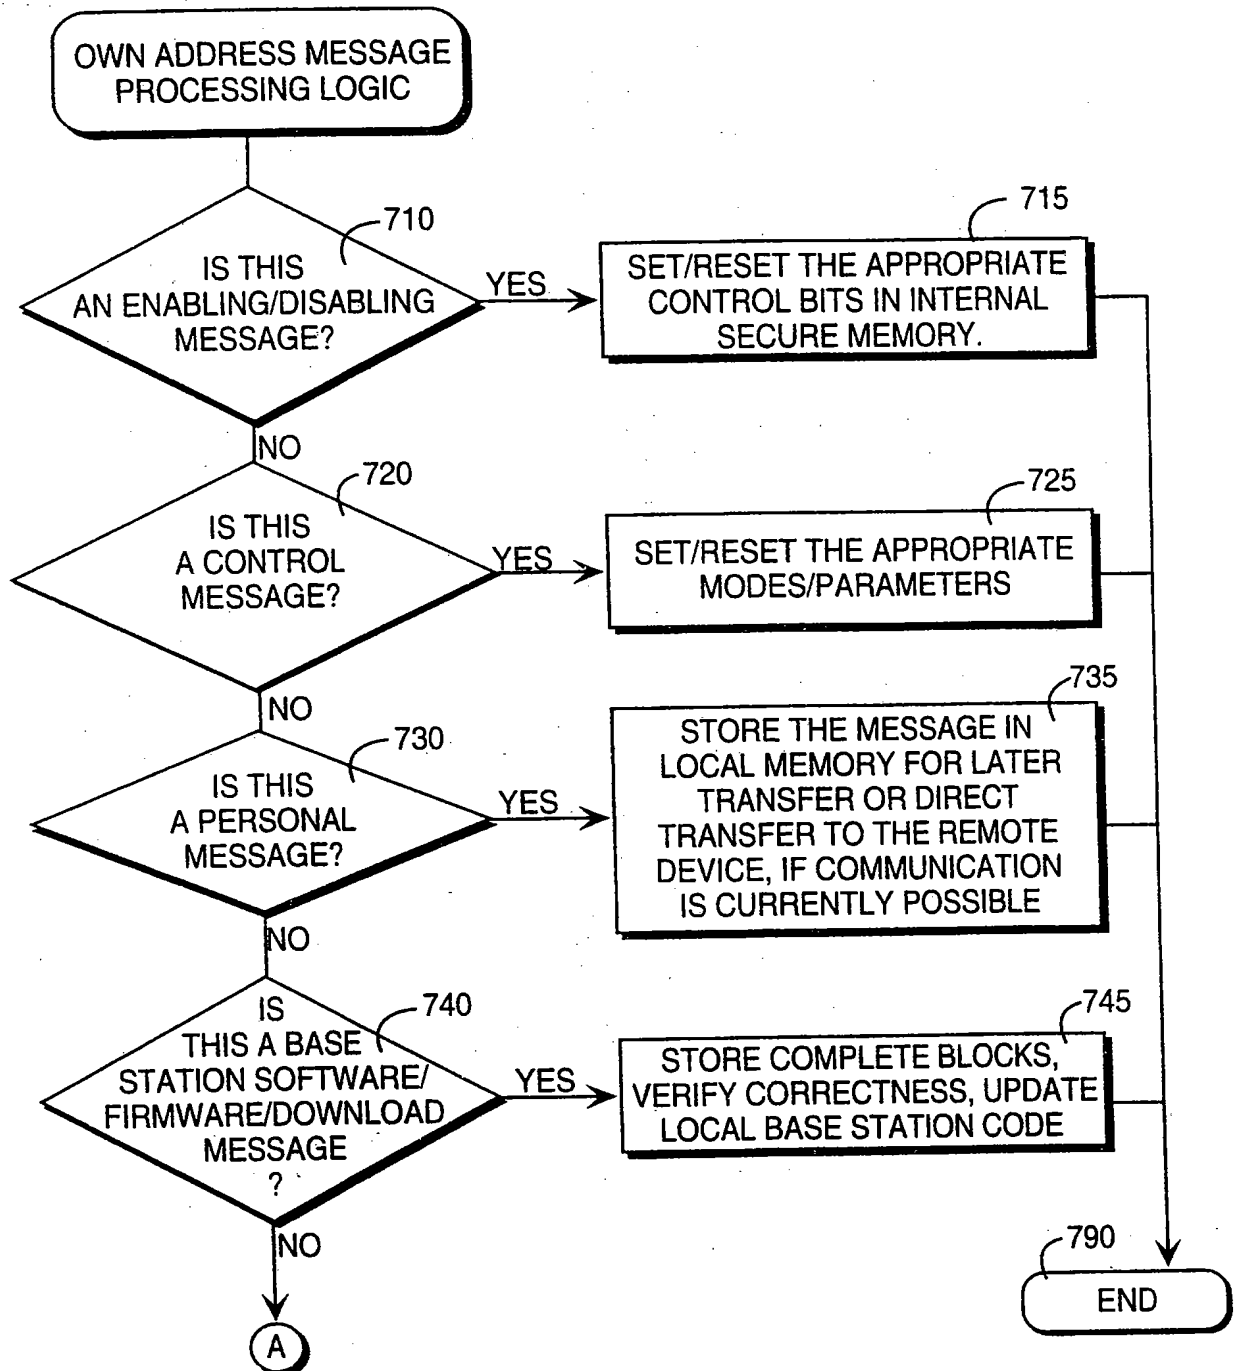 OWN ADDRESS MESSAGE
PROCESSING LOGIC
710
IS THIS
AN ENABLING/DISABLING
MESSAGE?
YES
715
SET/RESET THE APPROPRIATE
CONTROL BITS IN INTERNAL
SECURE MEMORY.
NO
720
IS THIS
A CONTROL
MESSAGE?
YES
725
SET/RESET THE APPROPRIATE
MODES/PARAMETERS
NO
730
IS THIS
A PERSONAL
MESSAGE?
YES
735
STORE THE MESSAGE IN
LOCAL MEMORY FOR LATER
TRANSFER OR DIRECT
TRANSFER TO THE REMOTE
DEVICE, IF COMMUNICATION
IS CURRENTLY POSSIBLE
NO
740
IS
THIS A BASE
STATION SOFTWARE/
FIRMWARE/DOWNLOAD
MESSAGE
?
YES
745
STORE COMPLETE BLOCKS,
VERIFY CORRECTNESS, UPDATE
LOCAL BASE STATION CODE
NO
A
790
END